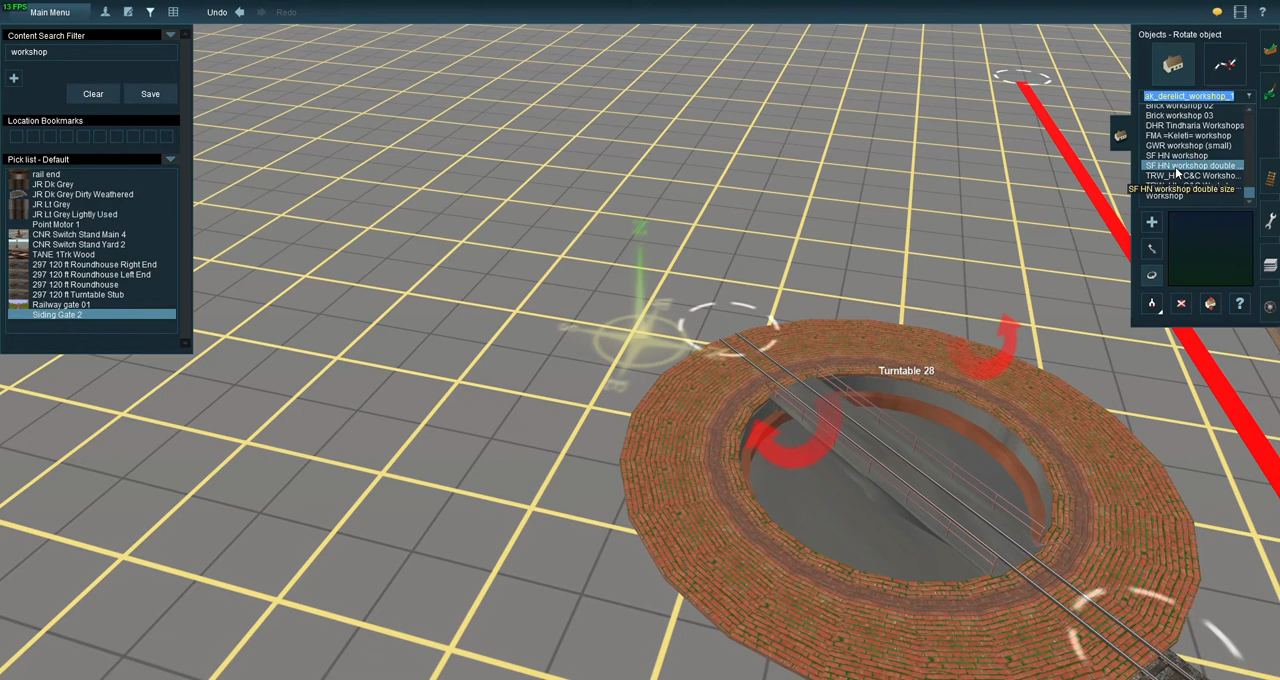 13 FPS
Main Menu
Undo
Redo
Content Search Filter
workshop
Clear
Save
Location Bookmarks
Pick list - Default
rail end
JR Dk Grey
JR Dk Grey Dirty Weathered
JR Lt Grey
JR Lt Grey Lightly Used
Point Motor 1
CNR Switch Stand Main 4
CNR Switch Stand Yard 2
TANE 1Trk Wood
297 120 ft Roundhouse Right End
297 120 ft Roundhouse Left End
297 120 ft Roundhouse
297 120 ft Turntable Stub
Railway gate 01
Siding Gate 2
Turntable 28
Objects - Rotate object
ak_derelict_workshop_1
Brick workshop 02
Brick workshop 03
DHR Tindharia Workshops
FMA =Keleti= workshop
GWR workshop (small)
SF HN workshop
SF HN workshop double ...
C&C Worksho...
SF HN workshop double size
workshop